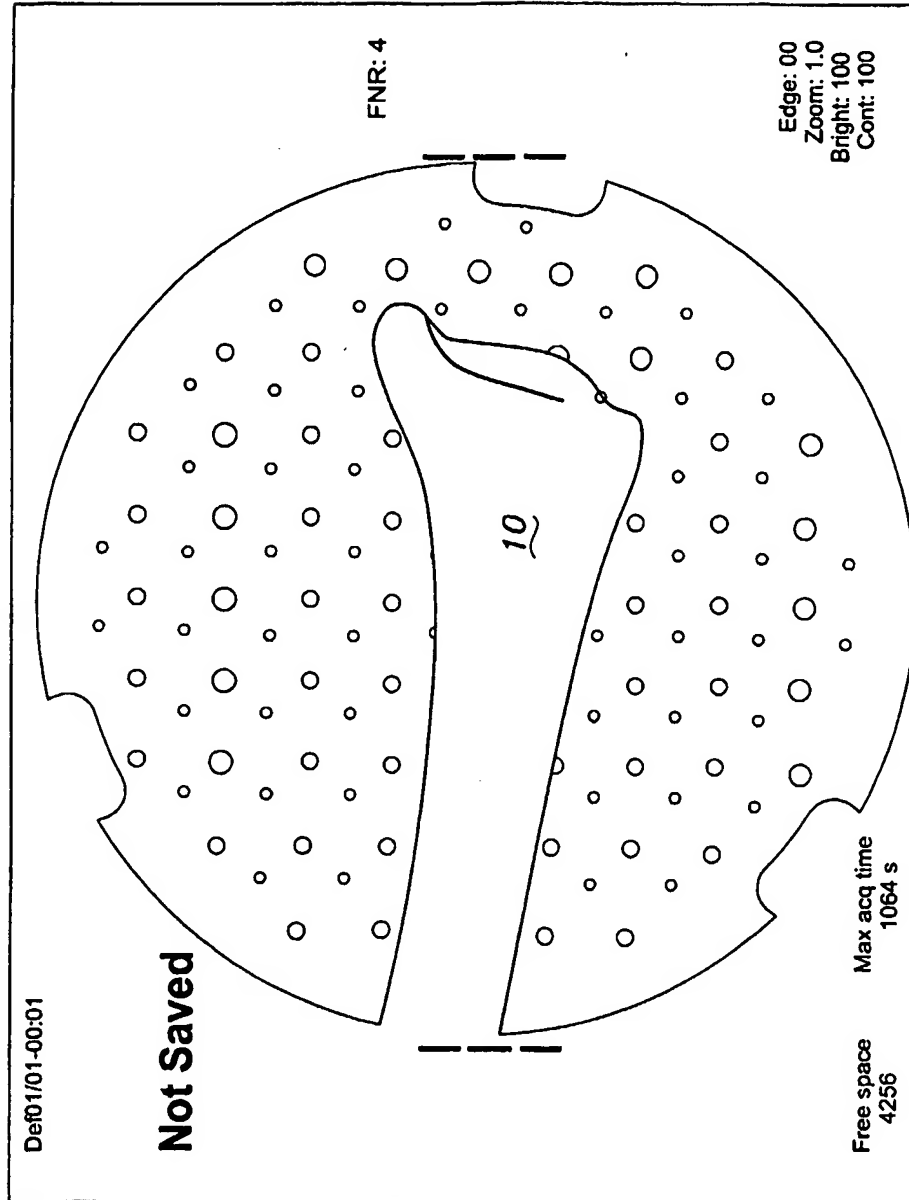 Def01/01-00:01
Not Saved
FNR: 4
10
Free space
4256
Max acq time
1064 s
Edge: 00
Zoom: 1.0
Bright: 100
Cont: 100